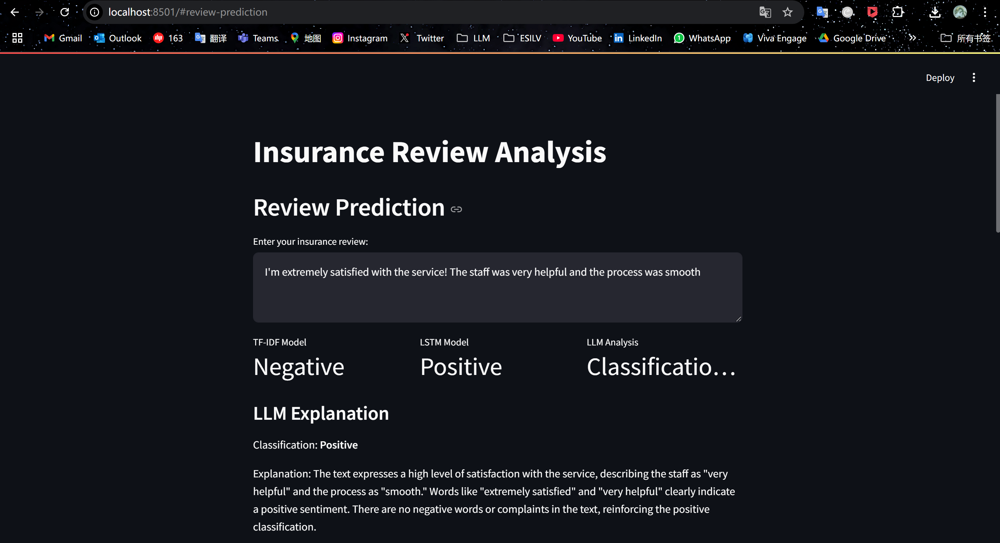 localhost:8501/#review-prediction
Gmail Outlook 163 翻译 Teams 地图 Instagram Twitter LLM ESILV YouTube LinkedIn WhatsApp Viva Engage Google Drive 所有书签
Deploy
Insurance Review Analysis
Review Prediction
Enter your insurance review:
I'm extremely satisfied with the service! The staff was very helpful and the process was smooth
TF-IDF Model LSTM Model LLM Analysis
Negative Positive Classificatio...
LLM Explanation
Classification: Positive
Explanation: The text expresses a high level of satisfaction with the service, describing the staff as "very
helpful" and the process as "smooth." Words like "extremely satisfied" and "very helpful" clearly indicate
a positive sentiment. There are no negative words or complaints in the text, reinforcing the positive
classification.